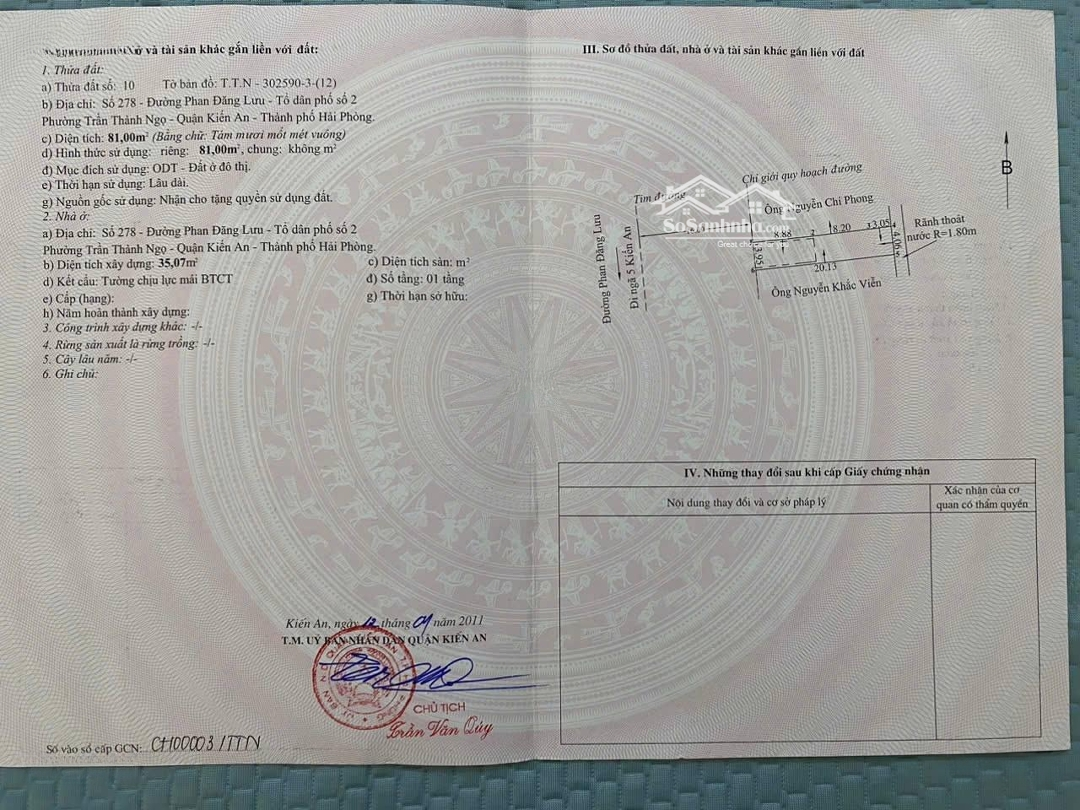 ở và tài sản khác gắn liền với đất:
1. Thửa đất:
a) Thửa đất số: 10 Tờ bản đồ: T.T.N - 302590-3-(12)
b) Địa chỉ: Số 278 - Đường Phan Đăng Lưu - Tổ dân phố số 2
Phường Trần Thành Ngọ - Quận Kiến An - Thành phố Hải Phòng.
c) Diện tích: 81,00m² (Bằng chữ: Tám mươi mốt mét vuông)
d) Hình thức sử dụng: riêng: 81,00m², chung: không m²
đ) Mục đích sử dụng: ODT - Đất ở đô thị.
e) Thời hạn sử dụng: Lâu dài.
g) Nguồn gốc sử dụng: Nhận cho tặng quyền sử dụng đất.
2. Nhà ở:
a) Địa chỉ: Số 278 - Đường Phan Đăng Lưu - Tổ dân phố số 2
Phường Trần Thành Ngọ - Quận Kiến An - Thành phố Hải Phòng.
b) Diện tích xây dựng: 35,07m² c) Diện tích sàn: m²
d) Kết cấu: Tường chịu lực mái BTCT đ) Số tầng: 01 tầng
e) Cấp (hạng): g) Thời hạn sở hữu:
h) Năm hoàn thành xây dựng:
3. Công trình xây dựng khác: -/-
4. Rừng sản xuất là rừng trồng: -/-
5. Cây lâu năm: -/-
6. Ghi chú:
Kiến An, ngày 12 tháng 01 năm 2011
T.M. UỶ BAN NHÂN DÂN QUẬN KIẾN AN
CHỦ TỊCH
Trần Văn Qúy
Số vào sổ cấp GCN: CH00003/TTN
III. Sơ đồ thửa đất, nhà ở và tài sản khác gắn liền với đất
B
Chỉ giới quy hoạch đường
Tim đường
Ông Nguyễn Chí Phong
SoSanhnha.com
Great choice for you
Rãnh thoát
nước R=1.80m
8.88
8.20
3.05
4.06
3.95
20.13
Đường Phan Đăng Lưu
Đi ngã 5 Kiến An
Ông Nguyễn Khắc Viễn
IV. Những thay đổi sau khi cấp Giấy chứng nhận
Nội dung thay đổi và cơ sở pháp lý
Xác nhận của cơ
quan có thẩm quyền